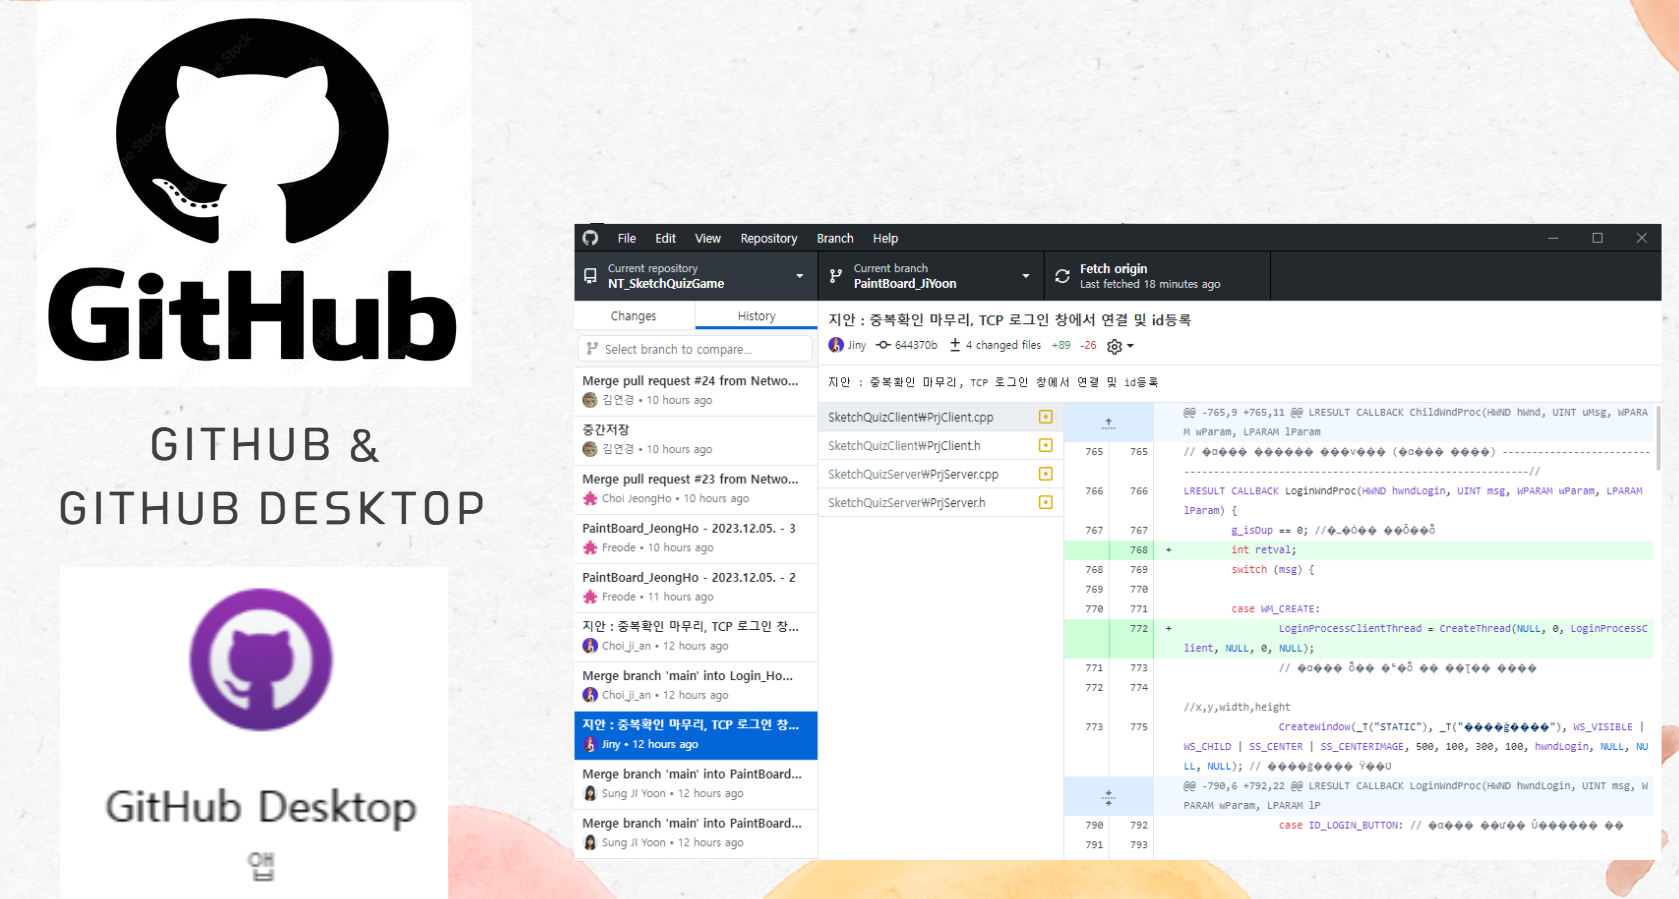 GitHub
GITHUB &
GITHUB DESKTOP
GitHub Desktop
앱
File Edit View Repository Branch Help
Current repository
NT_SketchQuizGame
Current branch
PaintBoard_JiYoon
Fetch origin
Last fetched 18 minutes ago
Changes History
Select branch to compare...
Merge pull request #24 from Netwo...
김연경 • 10 hours ago
중간저장
김연경 • 10 hours ago
Merge pull request #23 from Netwo...
Choi JeongHo • 10 hours ago
PaintBoard_JeongHo - 2023.12.05. - 3
Freode • 10 hours ago
PaintBoard_JeongHo - 2023.12.05. - 2
Freode • 11 hours ago
지안 : 중복확인 마무리, TCP 로그인 창...
Choi_ji_an • 12 hours ago
Merge branch 'main' into Login_Ho...
Choi_ji_an • 12 hours ago
지안 : 중복확인 마무리, TCP 로그인 창...
Jiny • 12 hours ago
Merge branch 'main' into PaintBoard...
Sung JI Yoon • 12 hours ago
Merge branch 'main' into PaintBoard...
Sung JI Yoon • 12 hours ago
지안 : 중복확인 마무리, TCP 로그인 창에서 연결 및 id등록
Jiny 644370b 4 changed files +89 -26
지안 : 중복확인 마무리, TCP 로그인 창에서 연결 및 id등록
SketchQuizClient₩PrjClient.cpp
SketchQuizClient₩PrjClient.h
SketchQuizServer₩PrjServer.cpp
SketchQuizServer₩PrjServer.h
@@ -765,9 +765,11 @@ LRESULT CALLBACK ChildWndProc(HWND hWnd, UINT uMsg, WPARA
M wParam, LPARAM lParam
765 765 // �α��� ������ ���ν��� (�α��� ����) --------------------------
------------------------------------------------------------//
766 766 LRESULT CALLBACK LoginWndProc(HWND hwndLogin, UINT msg, WPARAM wParam, LPARAM
lParam) {
767 767 g_isDup == 0; //
768 + int retval;
768 769 switch (msg) {
769 770
770 771 case WM_CREATE:
772 + LoginProcessClientThread = CreateThread(NULL, 0, LoginProcessC
lient, NULL, 0, NULL);
771 773 //
772 774
//x,y,width,height
773 775 CreateWindow(_T("STATIC"), _T("����ġ����"), WS_VISIBLE |
WS_CHILD | SS_CENTER | SS_CENTERIMAGE, 500, 100, 300, 100, hwndLogin, NULL, NU
LL, NULL); //
@@ -790,6 +792,22 @@ LRESULT CALLBACK LoginWndProc(HWND hwndLogin, UINT msg, W
PARAM wParam, LPARAM lP
790 792 case ID_LOGIN_BUTTON: //
791 793